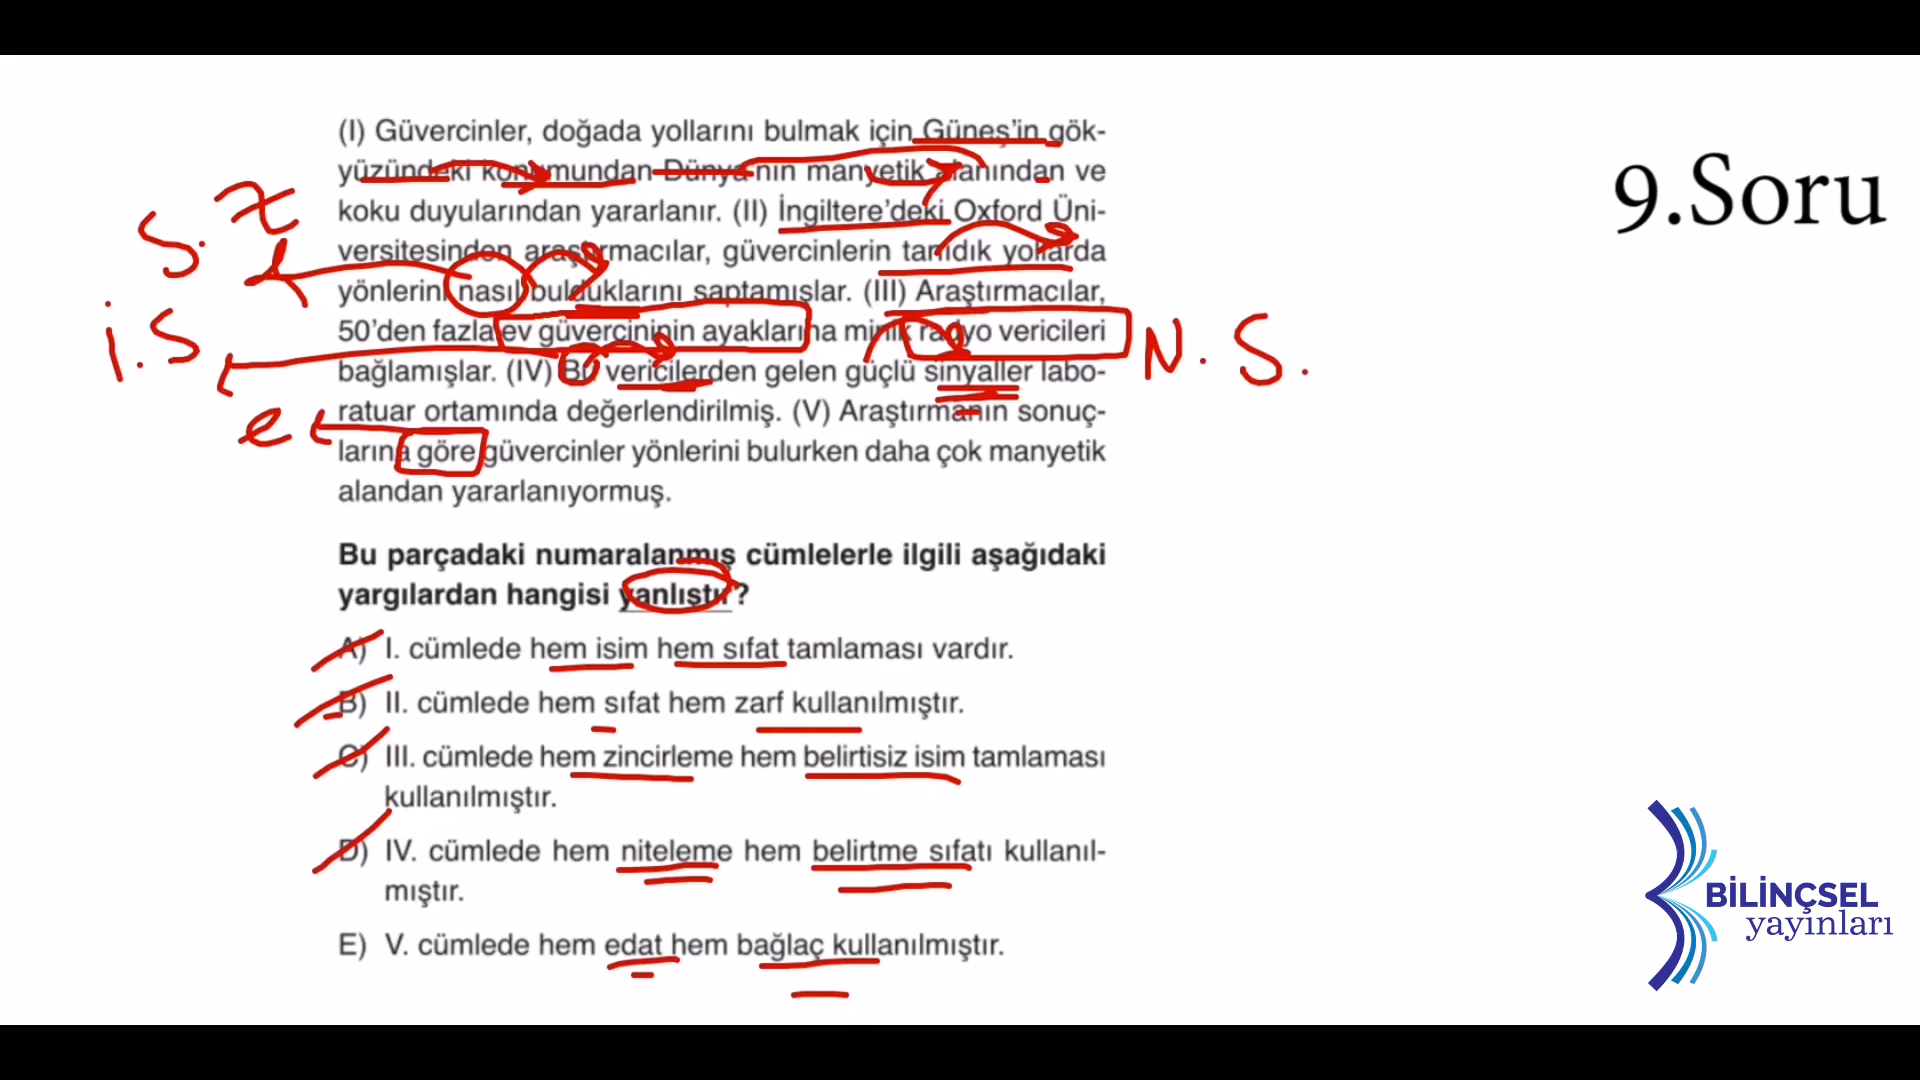 9.Soru
(I) Güvercinler, doğada yollarını bulmak için Güneş’in gök-
yüzündeki konumundan Dünya’nın manyetik alanından ve
koku duyularından yararlanır. (II) İngiltere’deki Oxford Üni-
versitesinden araştırmacılar, güvercinlerin tanıdık yollarda
yönlerini nasıl bulduklarını saptamışlar. (III) Araştırmacılar,
50’den fazla ev güvercininin ayaklarına minik radyo vericileri
bağlamışlar. (IV) Bu vericilerden gelen güçlü sinyaller labo-
ratuar ortamında değerlendirilmiş. (V) Araştırmanın sonuç-
larına göre güvercinler yönlerini bulurken daha çok manyetik
alandan yararlanıyormuş.
S. Z
i.S
e
N.S.
Bu parçadaki numaralanmış cümlelerle ilgili aşağıdaki
yargılardan hangisi yanlıştır?
A) I. cümlede hem isim hem sıfat tamlaması vardır.
B) II. cümlede hem sıfat hem zarf kullanılmıştır.
C) III. cümlede hem zincirleme hem belirtisiz isim tamlaması
kullanılmıştır.
D) IV. cümlede hem niteleme hem belirtme sıfatı kullanıl-
mıştır.
E) V. cümlede hem edat hem bağlaç kullanılmıştır.
BİLİNÇSEL
yayınları